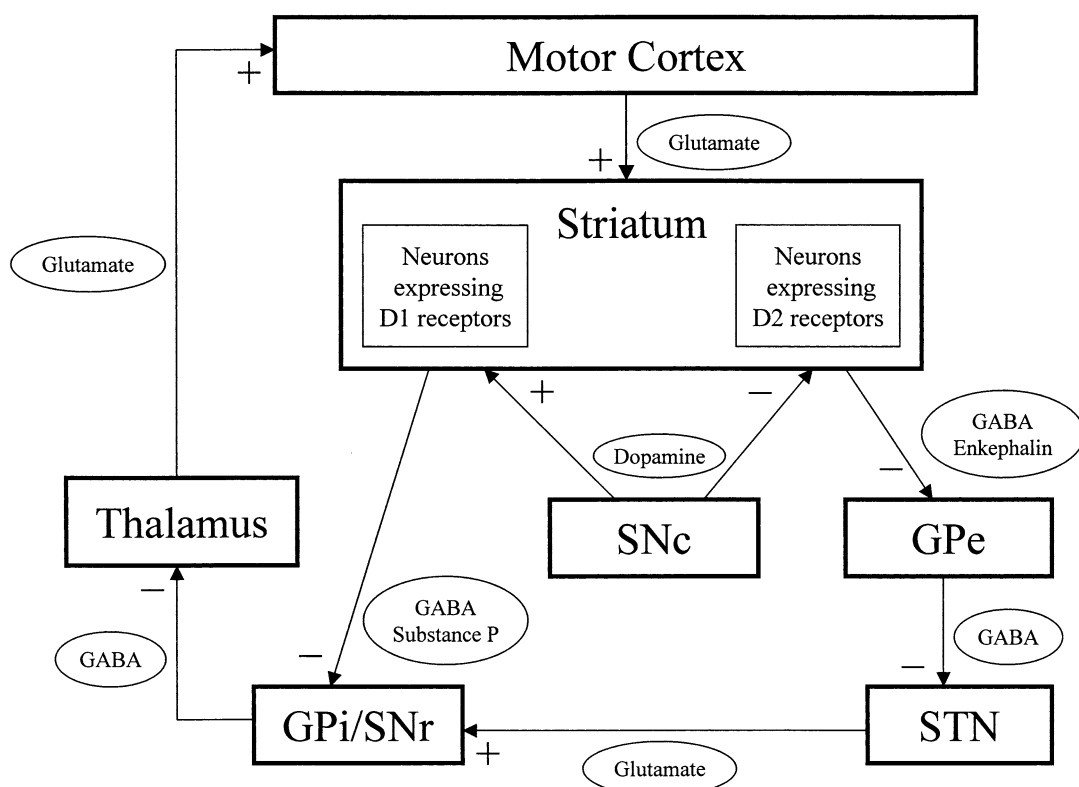 Motor Cortex
+
Glutamate
+
Striatum
Neurons
expressing
D1 receptors
Neurons
expressing
D2 receptors
Glutamate
+
−
GABA
Enkephalin
Dopamine
−
Thalamus
SNc
GPe
−
GABA
Substance P
GABA
GABA
−
−
GPi/SNr
STN
+
Glutamate